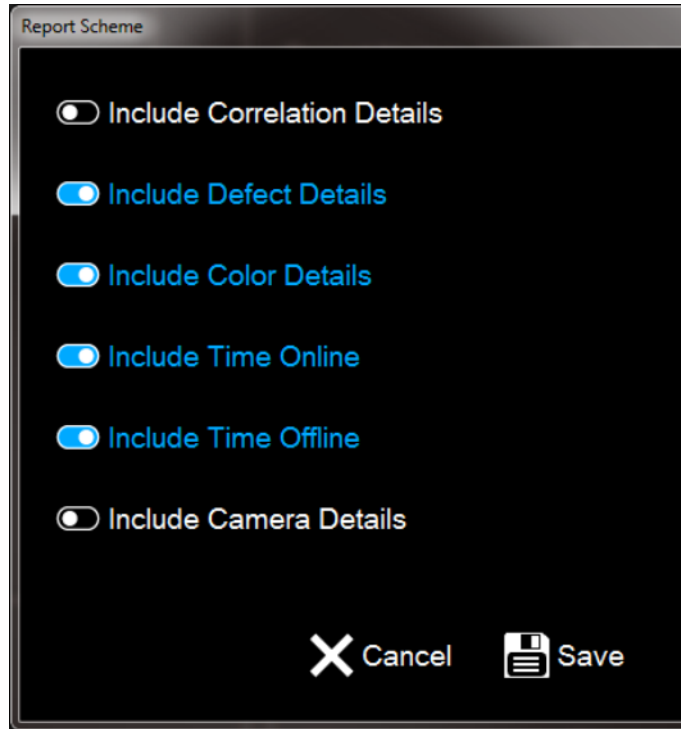 Report Scheme
Include Correlation Details
Include Defect Details
Include Color Details
Include Time Online
Include Time Offline
Include Camera Details
Cancel Save